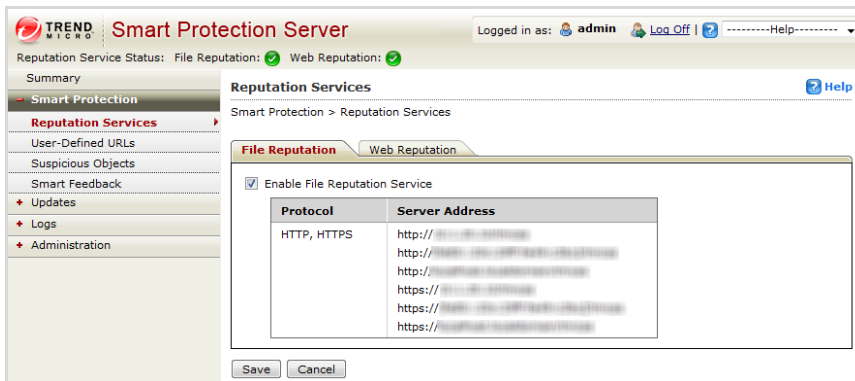 TREND MICRO Smart Protection Server
Logged in as: admin Log Off | ? ---------Help---------
Reputation Service Status: File Reputation: Web Reputation:
Summary
Smart Protection
Reputation Services
User-Defined URLs
Suspicious Objects
Smart Feedback
+ Updates
+ Logs
+ Administration
Reputation Services
? Help
Smart Protection > Reputation Services
File Reputation Web Reputation
Enable File Reputation Service
Protocol Server Address
HTTP, HTTPS http://
http://
http://
https://
https://
https://
Save Cancel